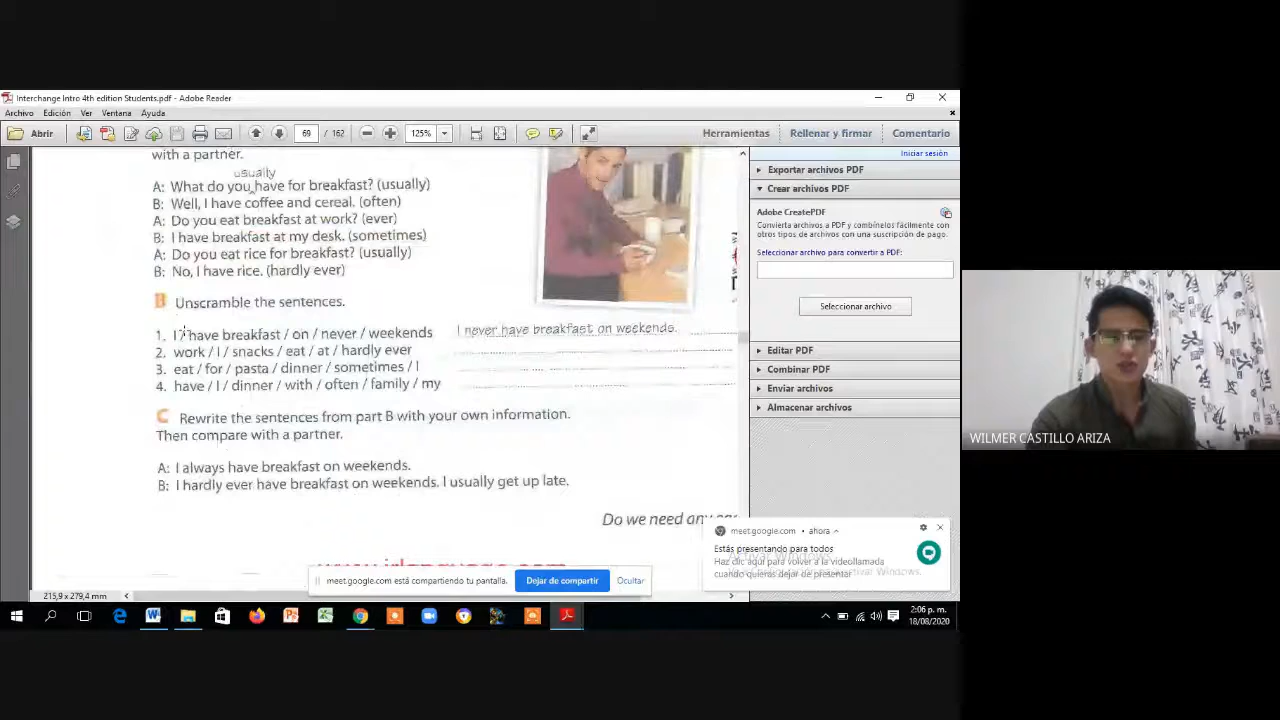 Interchange Intro 4th edition Students.pdf - Adobe Reader
Archivo Edición Ver Ventana Ayuda
Abrir 69 / 162 125% Herramientas Rellenar y firmar Comentario
Iniciar sesión
with a partner.
usually
A: What do you have for breakfast? (usually)
B: Well, I have coffee and cereal. (often)
A: Do you eat breakfast at work? (ever)
B: I have breakfast at my desk. (sometimes)
A: Do you eat rice for breakfast? (usually)
B: No, I have rice. (hardly ever)
B Unscramble the sentences.
1. I / have breakfast / on / never / weekends I never have breakfast on weekends.
2. work / I / snacks / eat / at / hardly ever
3. eat / for / pasta / dinner / sometimes / I
4. have / I / dinner / with / often / family / my
C Rewrite the sentences from part B with your own information.
Then compare with a partner.
A: I always have breakfast on weekends.
B: I hardly ever have breakfast on weekends. I usually get up late.
Do we need any
215,9 x 279,4 mm
Exportar archivos PDF
Crear archivos PDF
Adobe CreatePDF
Convierta archivos a PDF y combínelos fácilmente
con otros tipos de archivos con una suscripción de pago.
Seleccionar archivo para convertir a PDF:
Seleccionar archivo
Editar PDF
Combinar PDF
Enviar archivos
Almacenar archivos
meet.google.com • ahora
Estás presentando para todos
Haz clic aquí para volver a la videollamada
cuando quieras dejar de presentar
meet.google.com está compartiendo tu pantalla. Dejar de compartir Ocultar
2:06 p. m.
18/08/2020
WILMER CASTILLO ARIZA